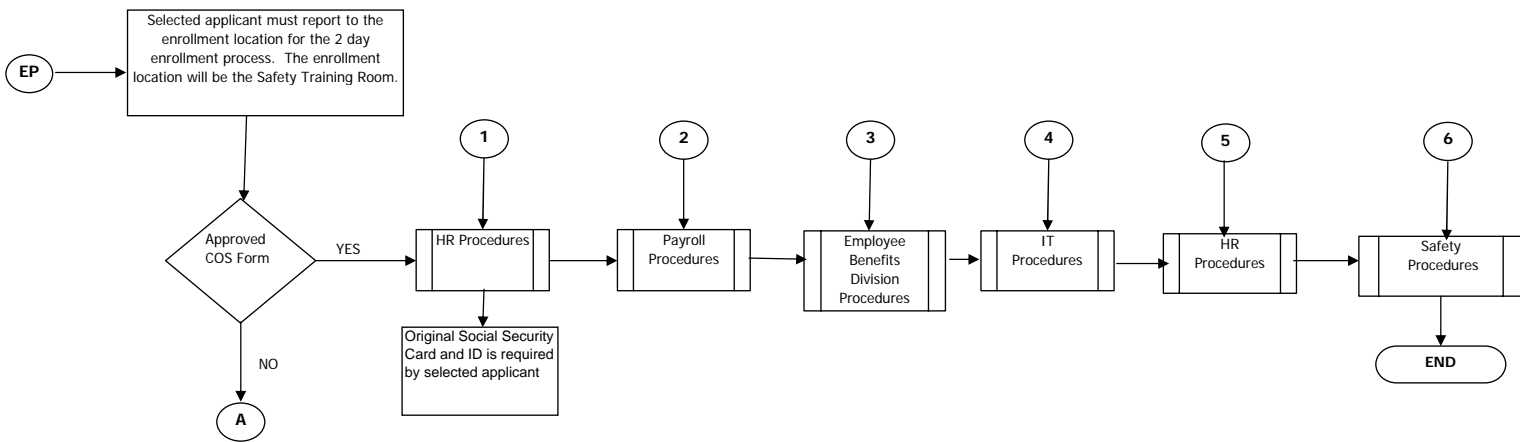 EP
Selected applicant must report to the
enrollment location for the 2 day
enrollment process. The enrollment
location will be the Safety Training Room.
1
2
3
4
5
6
Approved
COS Form
YES
HR Procedures
Payroll
Procedures
Employee
Benefits
Division
Procedures
IT
Procedures
HR
Procedures
Safety
Procedures
Original Social Security
Card and ID is required
by selected applicant
NO
A
END